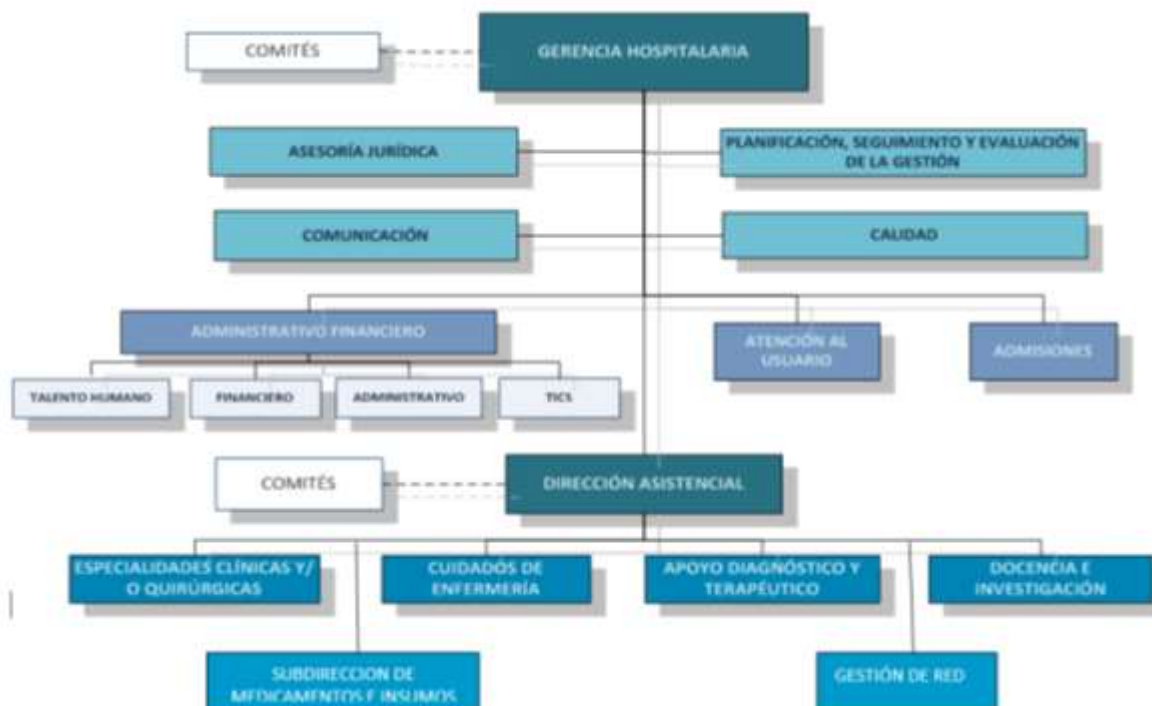 COMITÉS
GERENCIA HOSPITALARIA
ASESORÍA JURÍDICA
PLANIFICACIÓN, SEGUIMIENTO Y EVALUACIÓN
DE LA GESTIÓN
COMUNICACIÓN
CALIDAD
ADMINISTRATIVO FINANCIERO
ATENCIÓN AL
USUARIO
ADMISIONES
TALENTO HUMANO
FINANCIERO
ADMINISTRATIVO
TICS
COMITÉS
DIRECCIÓN ASISTENCIAL
ESPECIALIDADES CLÍNICAS Y/
O QUIRÚRGICAS
CUIDADOS DE
ENFERMERÍA
APOYO DIAGNÓSTICO Y
TERAPÉUTICO
DOCENCIA E
INVESTIGACIÓN
SUBDIRECCION DE
MEDICAMENTOS E INSUMOS
GESTIÓN DE RED